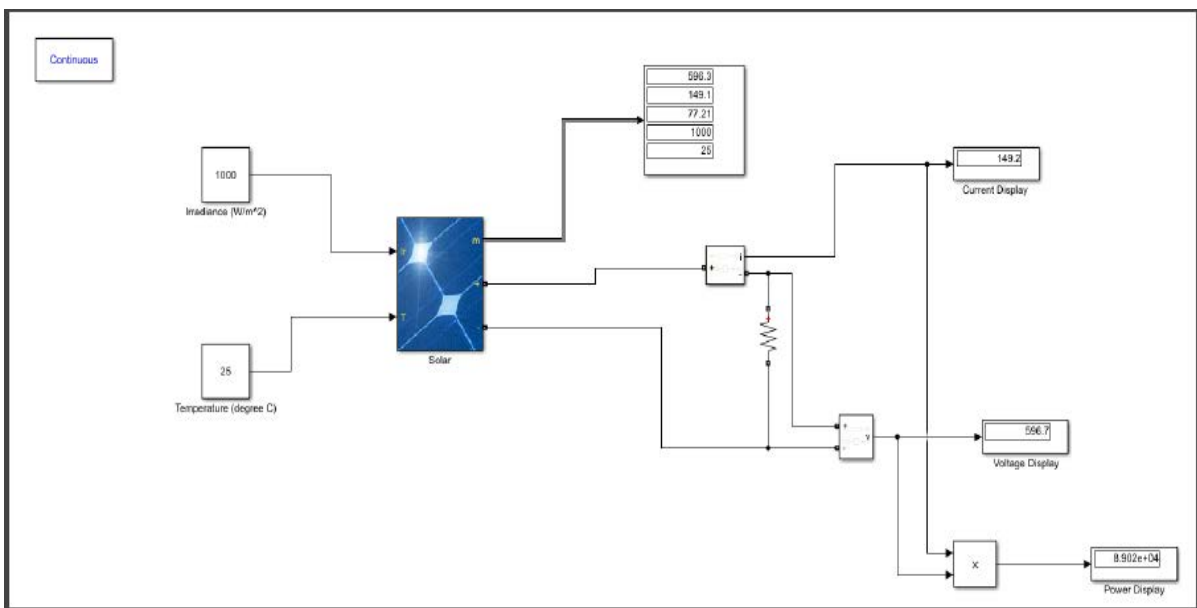 Continuous
596.3
149.1
77.21
1000
25
149.2
Current Display
1000
Irradiance (W/m^2)
m
i
+
-
T
Solar
25
Temperature (degree C)
+
v
-
596.7
Voltage Display
X
8.902e+04
Power Display